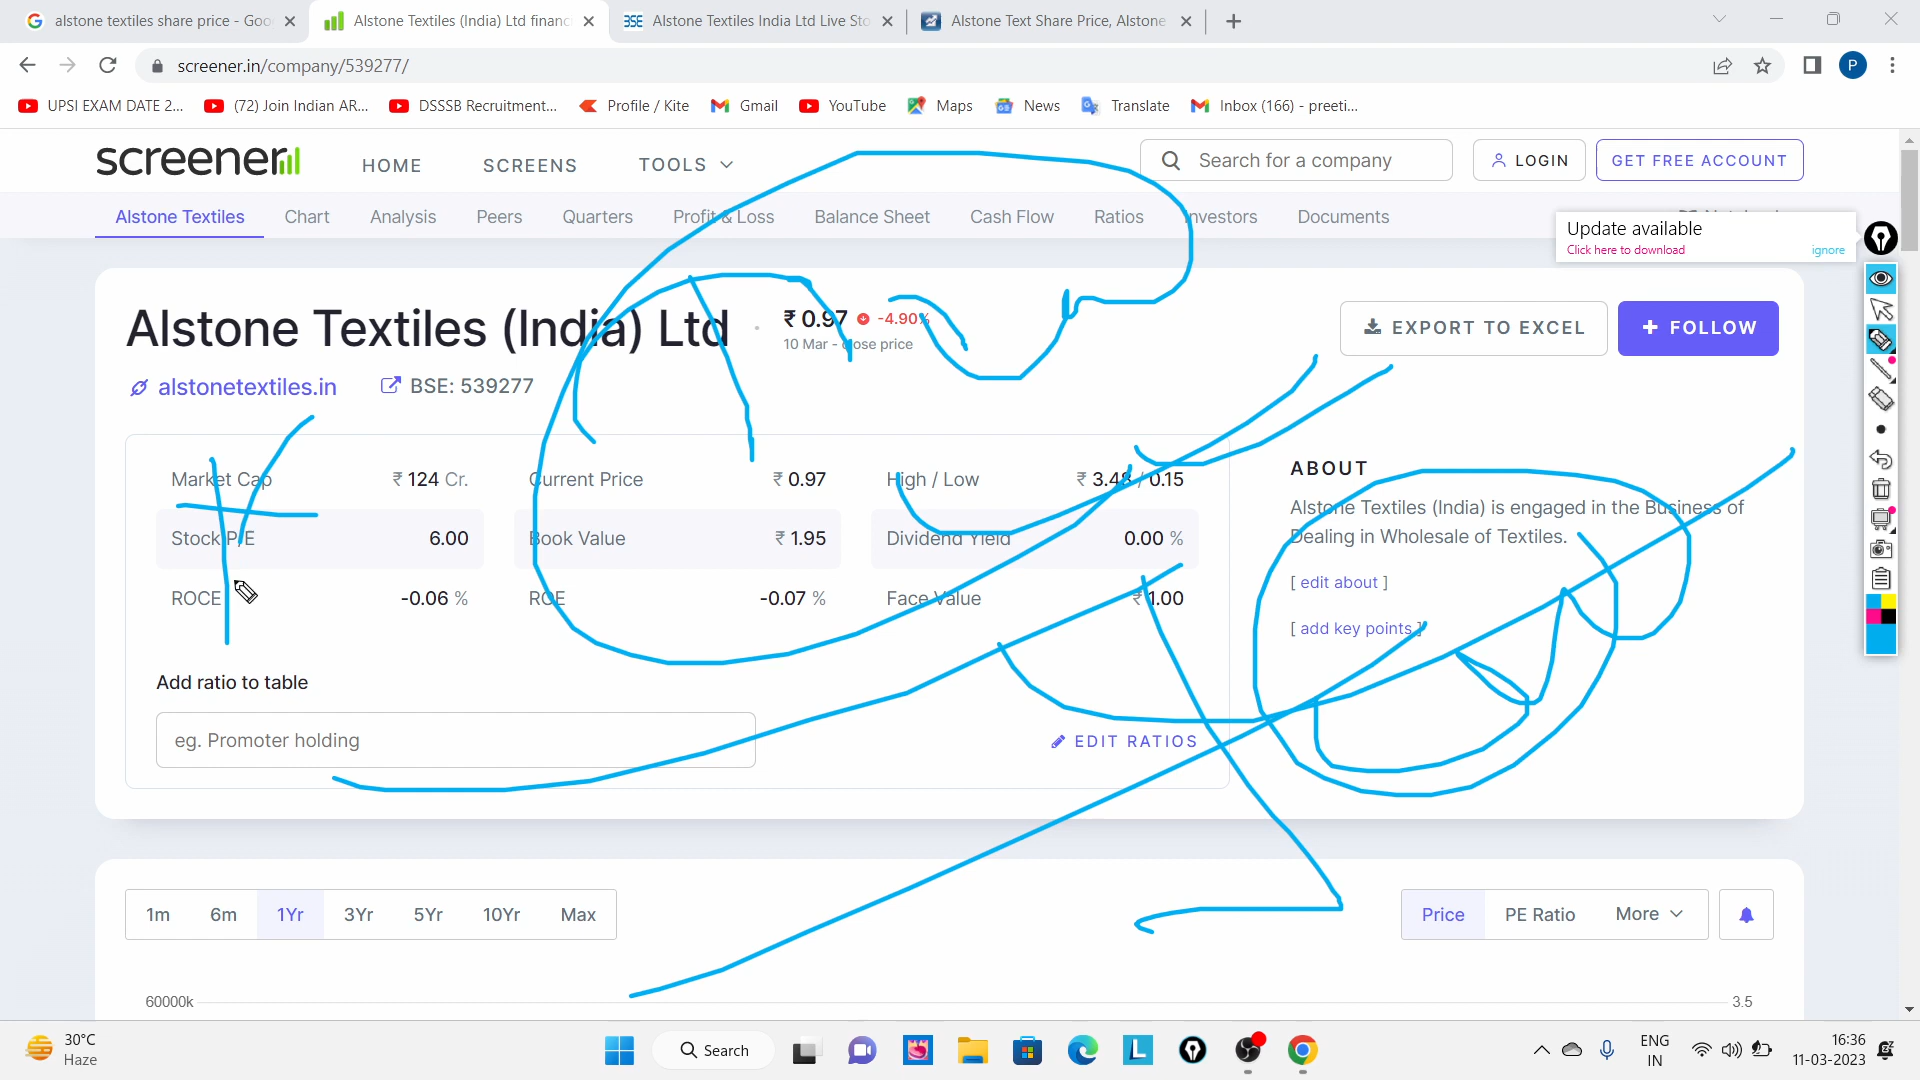 alstone textiles share price - Goo
Alstone Textiles (India) Ltd financ
BSE Alstone Textiles India Ltd Live Sto
Alstone Text Share Price, Alstone
screener.in/company/539277/
P
UPSI EXAM DATE 2...
(72) Join Indian AR...
DSSSB Recruitment...
Profile / Kite
Gmail
YouTube
Maps
News
Translate
Inbox (166) - preeti...
screener
HOME
SCREENS
TOOLS
Search for a company
LOGIN
GET FREE ACCOUNT
Alstone Textiles
Chart
Analysis
Peers
Quarters
Profit & Loss
Balance Sheet
Cash Flow
Ratios
Investors
Documents
Update available
Click here to download
ignore
Alstone Textiles (India) Ltd
₹ 0.97 -4.90%
10 Mar - close price
EXPORT TO EXCEL
+ FOLLOW
alstonetextiles.in
BSE: 539277
Market Cap ₹ 124 Cr.
Current Price ₹ 0.97
High / Low ₹ 3.48 / 0.15
Stock P/E 6.00
Book Value ₹ 1.95
Dividend Yield 0.00 %
ROCE -0.06 %
ROE -0.07 %
Face Value ₹ 1.00
Add ratio to table
eg. Promoter holding
EDIT RATIOS
ABOUT
Alstone Textiles (India) is engaged in the Business of
Dealing in Wholesale of Textiles.
[ edit about ]
[ add key points ]
1m
6m
1Yr
3Yr
5Yr
10Yr
Max
Price
PE Ratio
More
60000k
3.5
30°C
Haze
Search
L
ENG
IN
16:36
11-03-2023